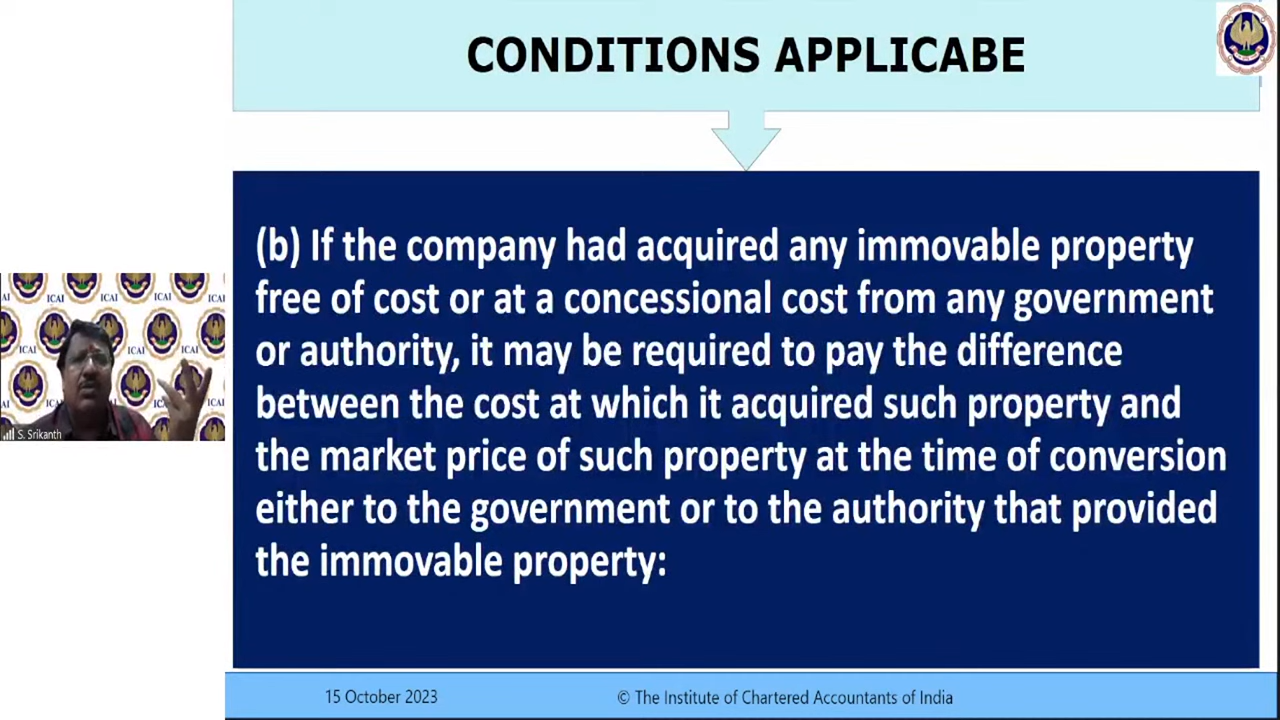 CONDITIONS APPLICABE
(b) If the company had acquired any immovable property
free of cost or at a concessional cost from any government
or authority, it may be required to pay the difference
between the cost at which it acquired such property and
the market price of such property at the time of conversion
either to the government or to the authority that provided
the immovable property:
ICAI
ICAI
ICAI
S. Srikanth
15 October 2023
© The Institute of Chartered Accountants of India